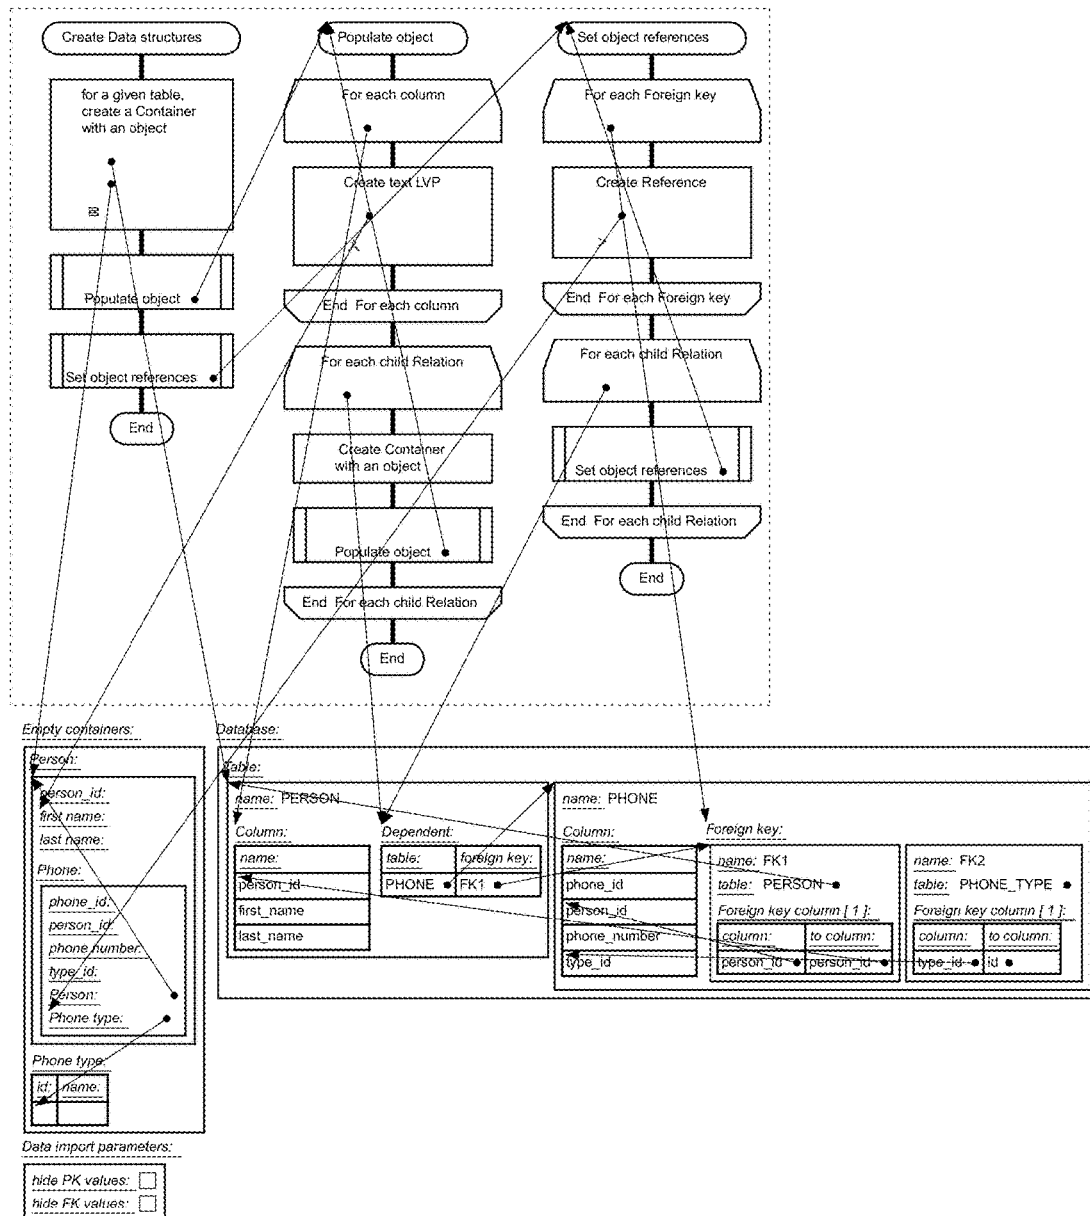 Create Data structures
for a given table,
create a Container
with an object
Populate object
Set object references
End
Populate object
For each column
Create text LVP
End For each column
For each child Relation
Create Container
with an object
Populate object
End For each child Relation
End
Set object references
For each Foreign key
Create Reference
End For each Foreign key
For each child Relation
Set object references
End For each child Relation
End
Empty containers:
Person:
person_id:
first name:
last name:
Phone:
phone_id:
person_id:
phone number:
type_id:
Person:
Phone type:
Phone type:
id: name:
Data import parameters:
hide PK values:
hide FK values:
Database:
Table:
name: PERSON
Column:
name:
person_id
first_name
last_name
Dependent:
table: foreign key:
PHONE FK1
name: PHONE
Column:
name:
phone_id
person_id
phone_number
type_id
Foreign key:
name: FK1
table: PERSON
Foreign key column [ 1 ]:
column: to column:
person_id person_id
name: FK2
table: PHONE_TYPE
Foreign key column [ 1 ]:
column: to column:
type_id id